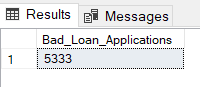 Results Messages
Bad_Loan_Applications
1 5333